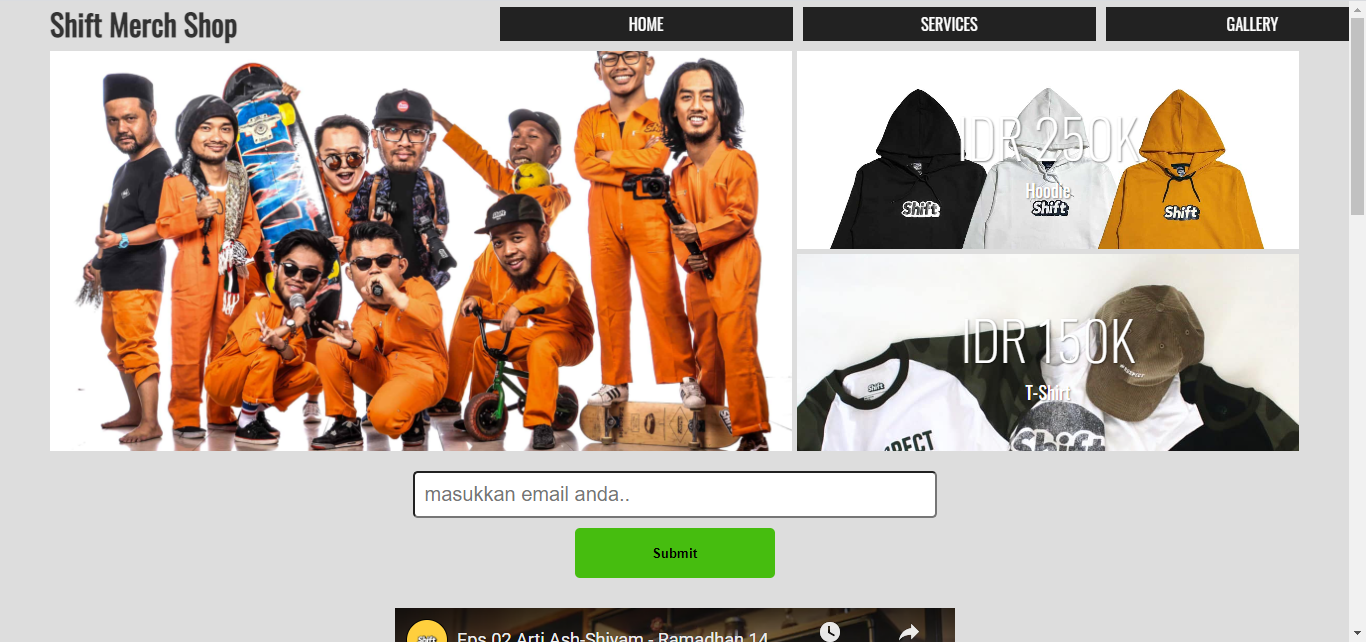 Shift Merch Shop
HOME
SERVICES
GALLERY
IDR 250K
Hoodie
Shift
Shift
Shift
IDR 150K
T-Shirt
Shift
Shift
masukkan email anda..
Submit
Eps 02 Arti Ash-Shiyam - Ramadhan 14